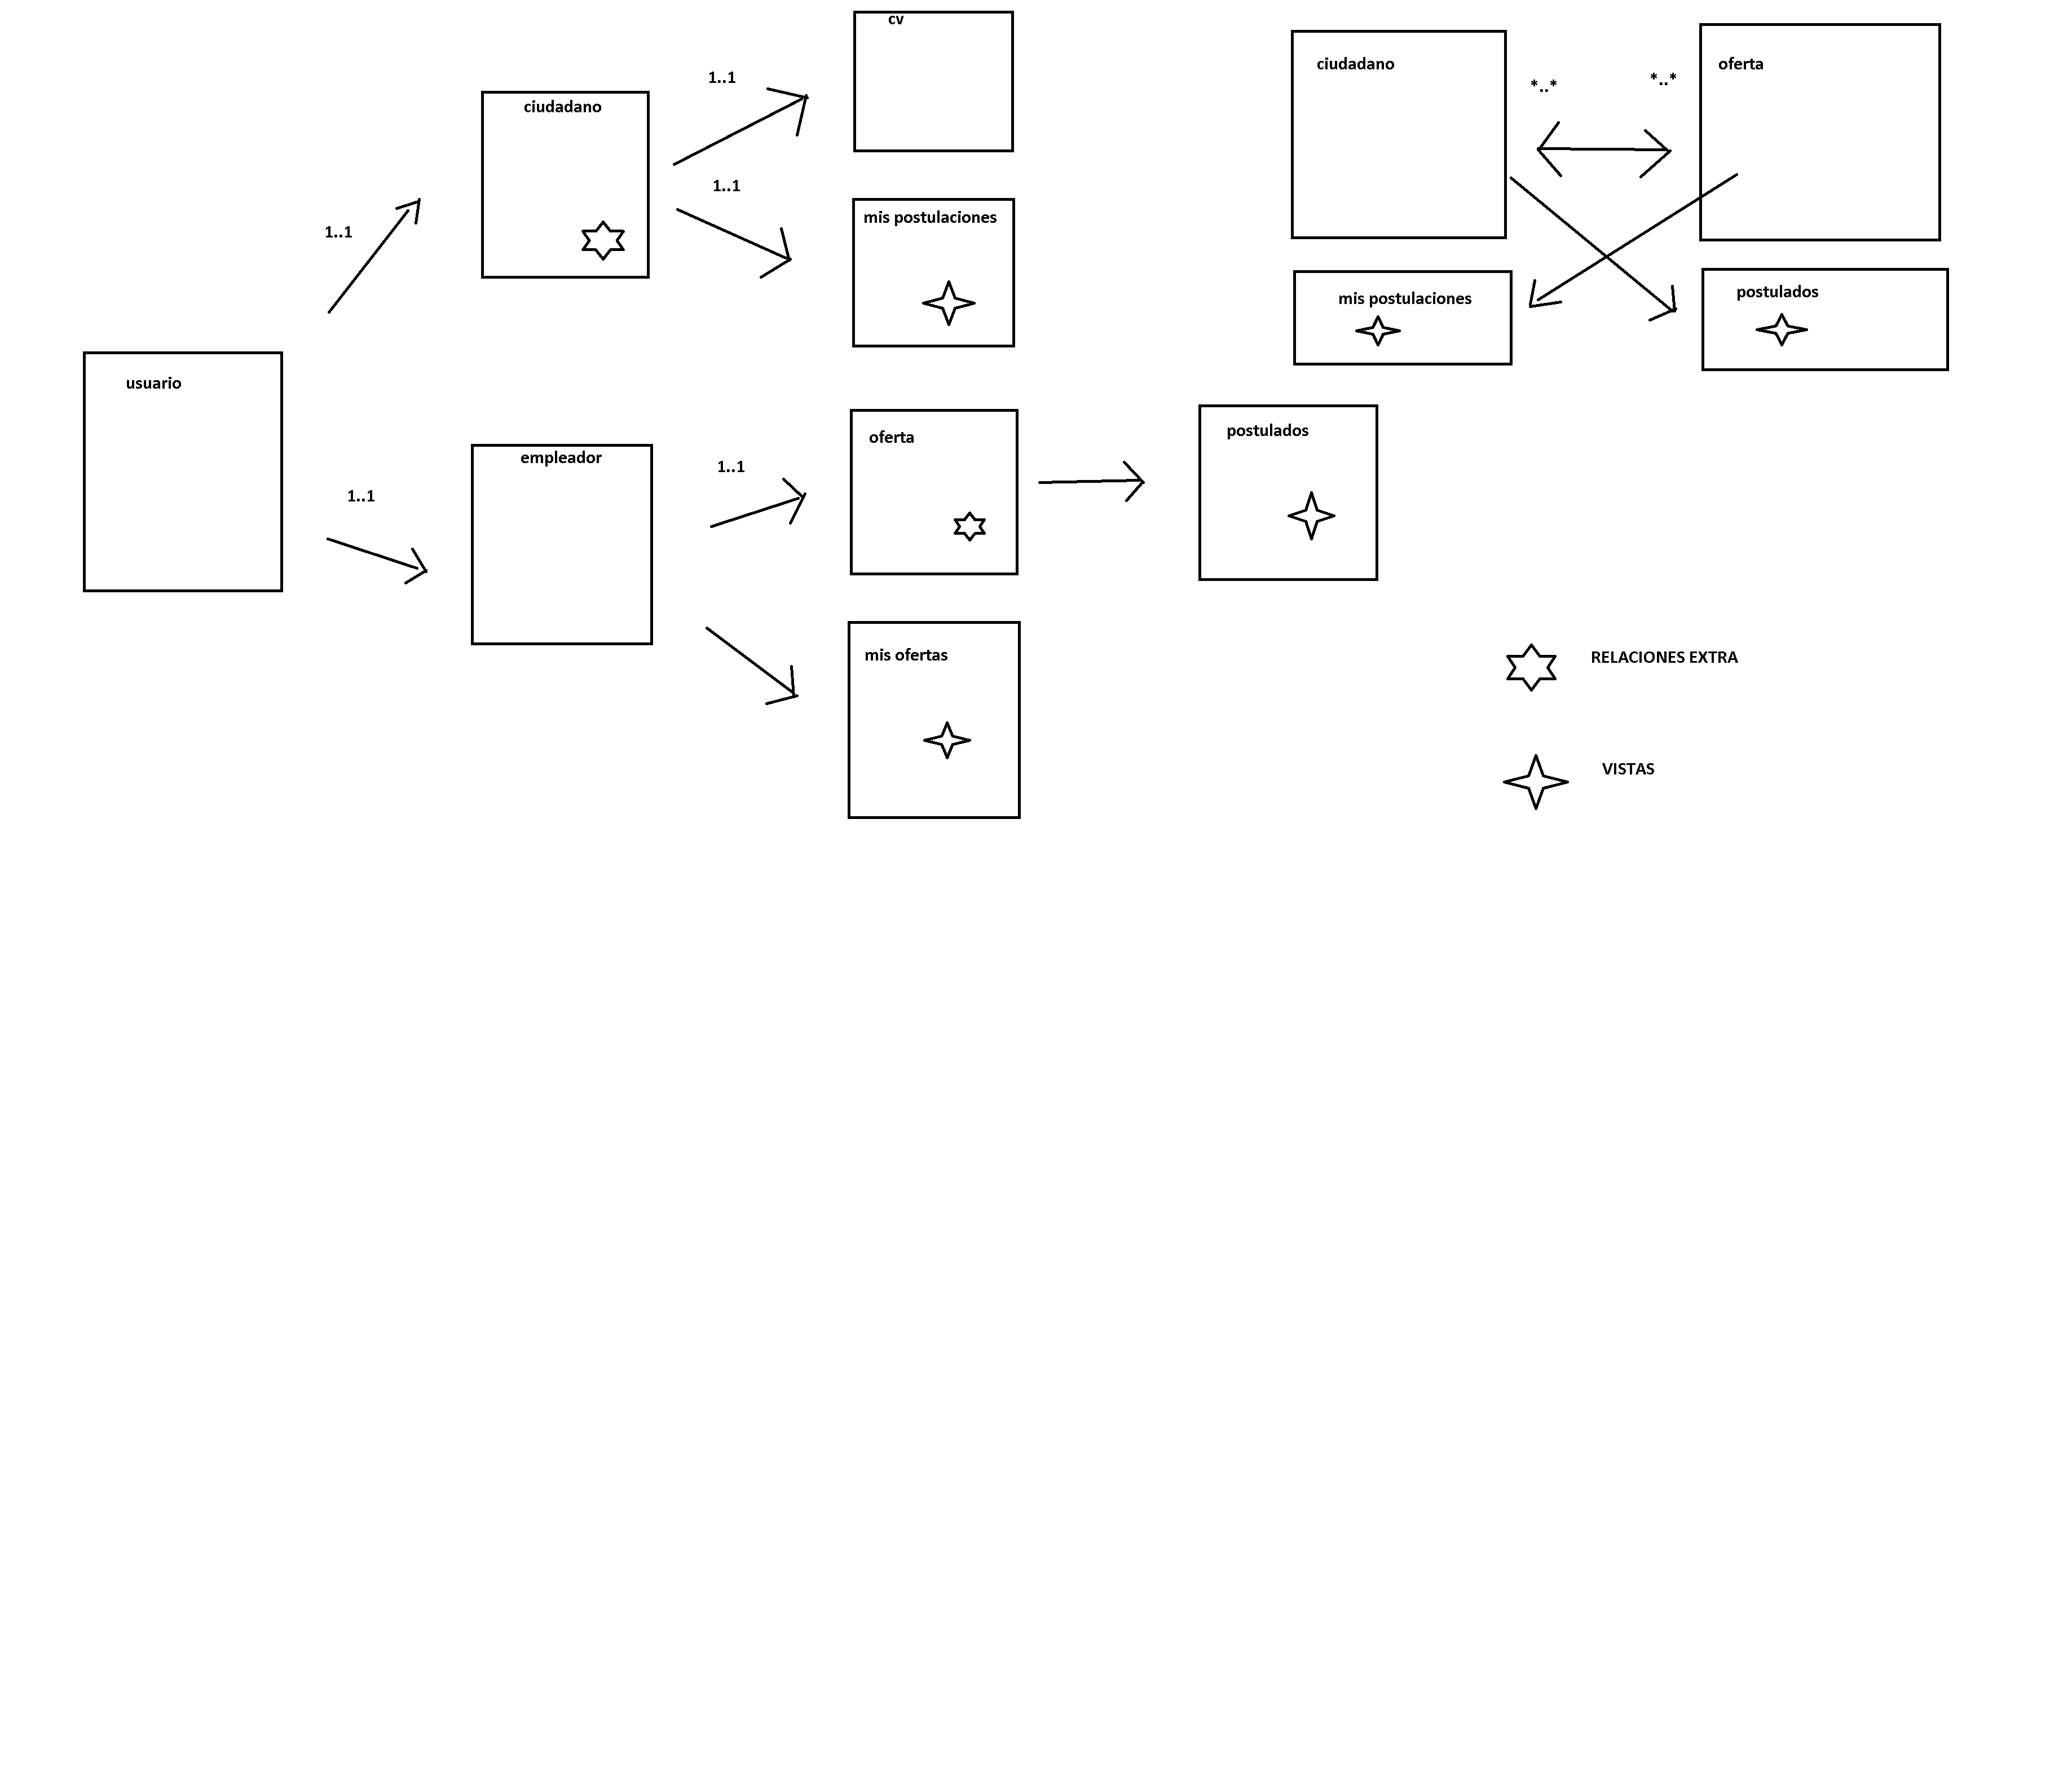 cv
1..1
ciudadano
1..1
mis postulaciones
1..1
usuario
1..1
empleador
1..1
oferta
postulados
mis ofertas
ciudadano
*..*
*..*
oferta
mis postulaciones
postulados
RELACIONES EXTRA
VISTAS